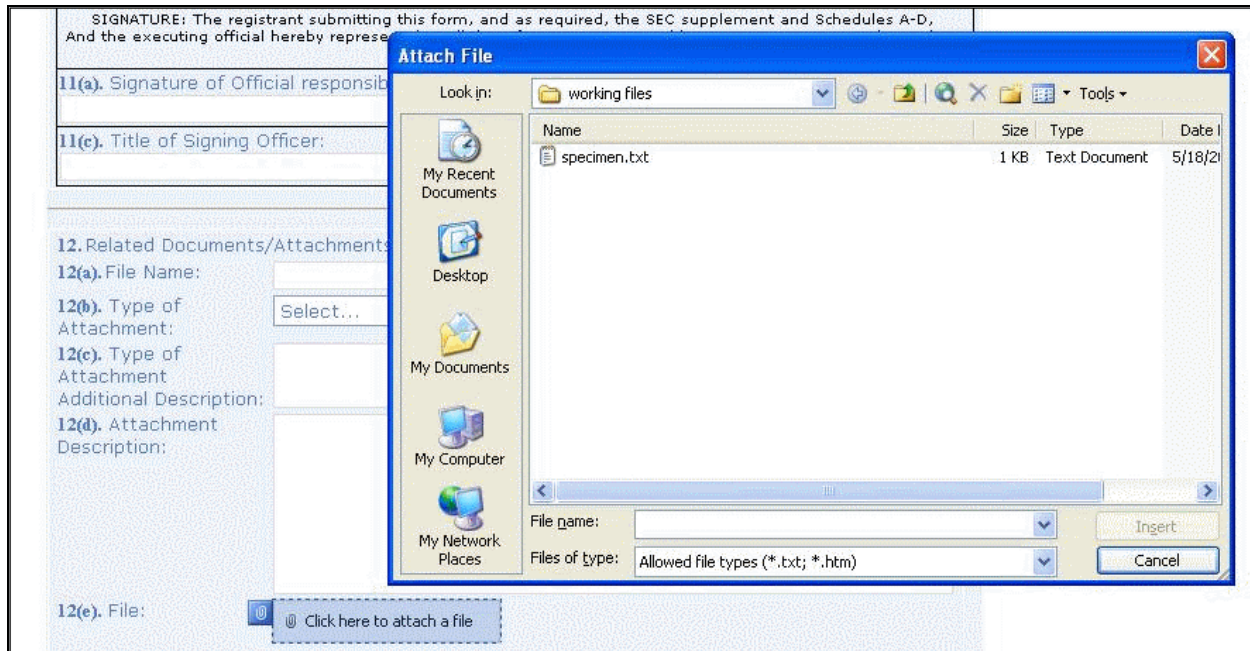 SIGNATURE: The registrant submitting this form, and as required, the SEC supplement and Schedules A-D,
And the executing official hereby represe
11(a). Signature of Official responsib
11(c). Title of Signing Officer:
12. Related Documents/Attachments
12(a). File Name:
12(b). Type of
Attachment:
Select...
12(c). Type of
Attachment
Additional Description:
12(d). Attachment
Description:
12(e). File:
Click here to attach a file
Attach File
Look in:
working files
Tools
My Recent
Documents
Desktop
My Documents
My Computer
My Network
Places
Name Size Type Date
specimen.txt 1 KB Text Document 5/18/2
File name:
Insert
Files of type:
Allowed file types (*.txt; *.htm)
Cancel